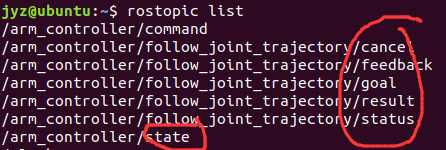 jyz@ubuntu:~$ rostopic list
/arm_controller/command
/arm_controller/follow_joint_trajectory/cancel
/arm_controller/follow_joint_trajectory/feedback
/arm_controller/follow_joint_trajectory/goal
/arm_controller/follow_joint_trajectory/result
/arm_controller/follow_joint_trajectory/status
/arm_controller/state